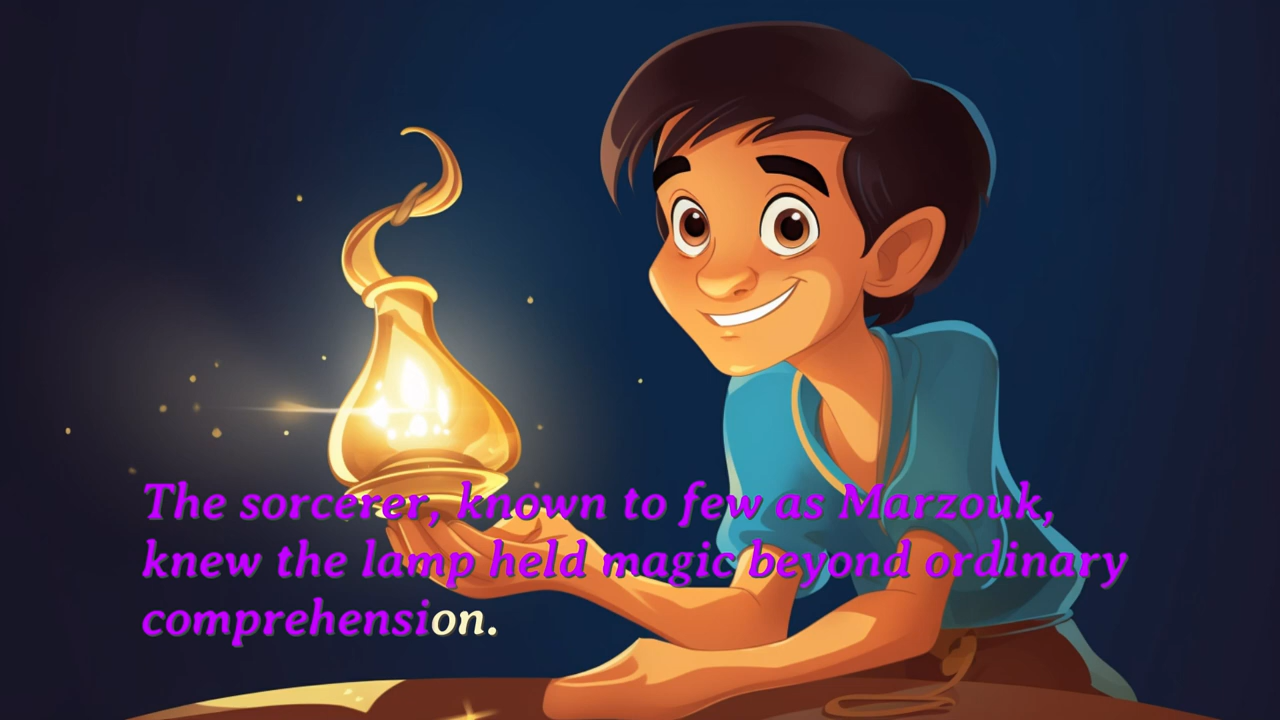 The sorcerer, known to few as Marzouk,
knew the lamp held magic beyond ordinary
comprehension.